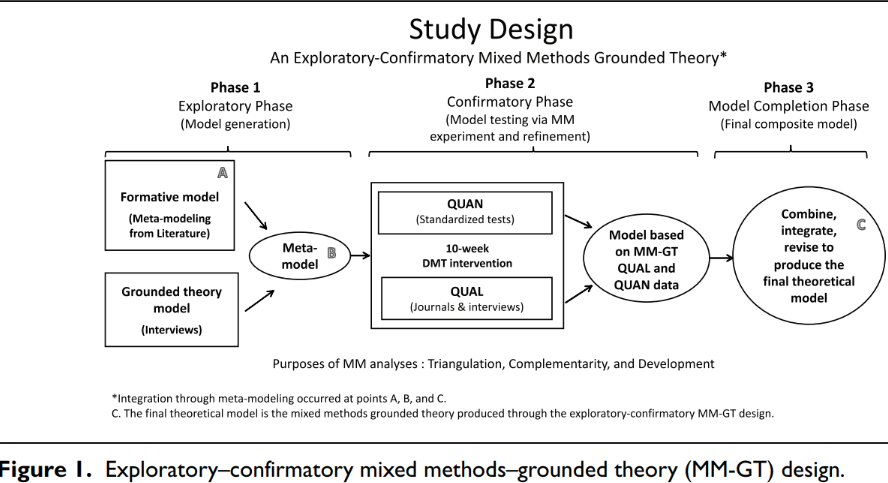 Study Design
An Exploratory-Confirmatory Mixed Methods Grounded Theory*
Phase 1
Exploratory Phase
(Model generation)
Phase 2
Confirmatory Phase
(Model testing via MM
experiment and refinement)
Phase 3
Model Completion Phase
(Final composite model)
A
Formative model
(Meta-modeling
from Literature)
Grounded theory
model
(Interviews)
Meta-
model
B
QUAN
(Standardized tests)
10-week
DMT intervention
QUAL
(Journals & interviews)
Model based
on MM-GT
QUAL and
QUAN data
C
Combine,
integrate,
revise to
produce the
final theoretical
model
Purposes of MM analyses : Triangulation, Complementarity, and Development
*Integration through meta-modeling occurred at points A, B, and C.
C. The final theoretical model is the mixed methods grounded theory produced through the exploratory-confirmatory MM-GT design.
Figure 1. Exploratory–confirmatory mixed methods–grounded theory (MM-GT) design.